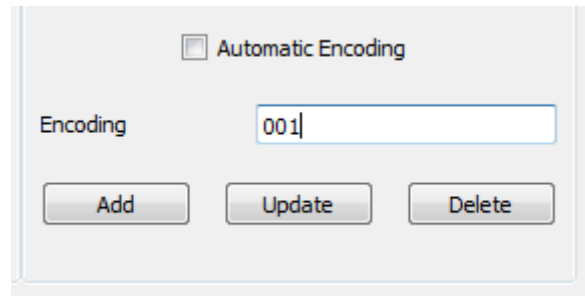 Automatic Encoding
Encoding 001
Add Update Delete